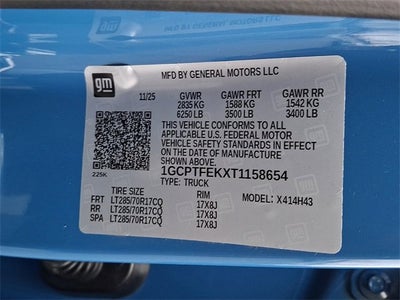 gm
MFD BY GENERAL MOTORS LLC
11/25 GVWR GAWR FRT GAWR RR
2835 KG 1588 KG 1542 KG
6250 LB 3500 LB 3400 LB
THIS VEHICLE CONFORMS TO ALL
APPLICABLE U.S. FEDERAL MOTOR
VEHICLE SAFETY STANDARDS IN EFFECT
ON THE DATE OF MANUFACTURE
SHOWN ABOVE.
225K
1GCPTFEKXT1158654
TYPE: TRUCK
TIRE SIZE RIM MODEL: X414H43
FRT LT285/70R17CQ 17X8J
RR LT285/70R17CQ 17X8J
SPA LT285/70R17CQ 17X8J